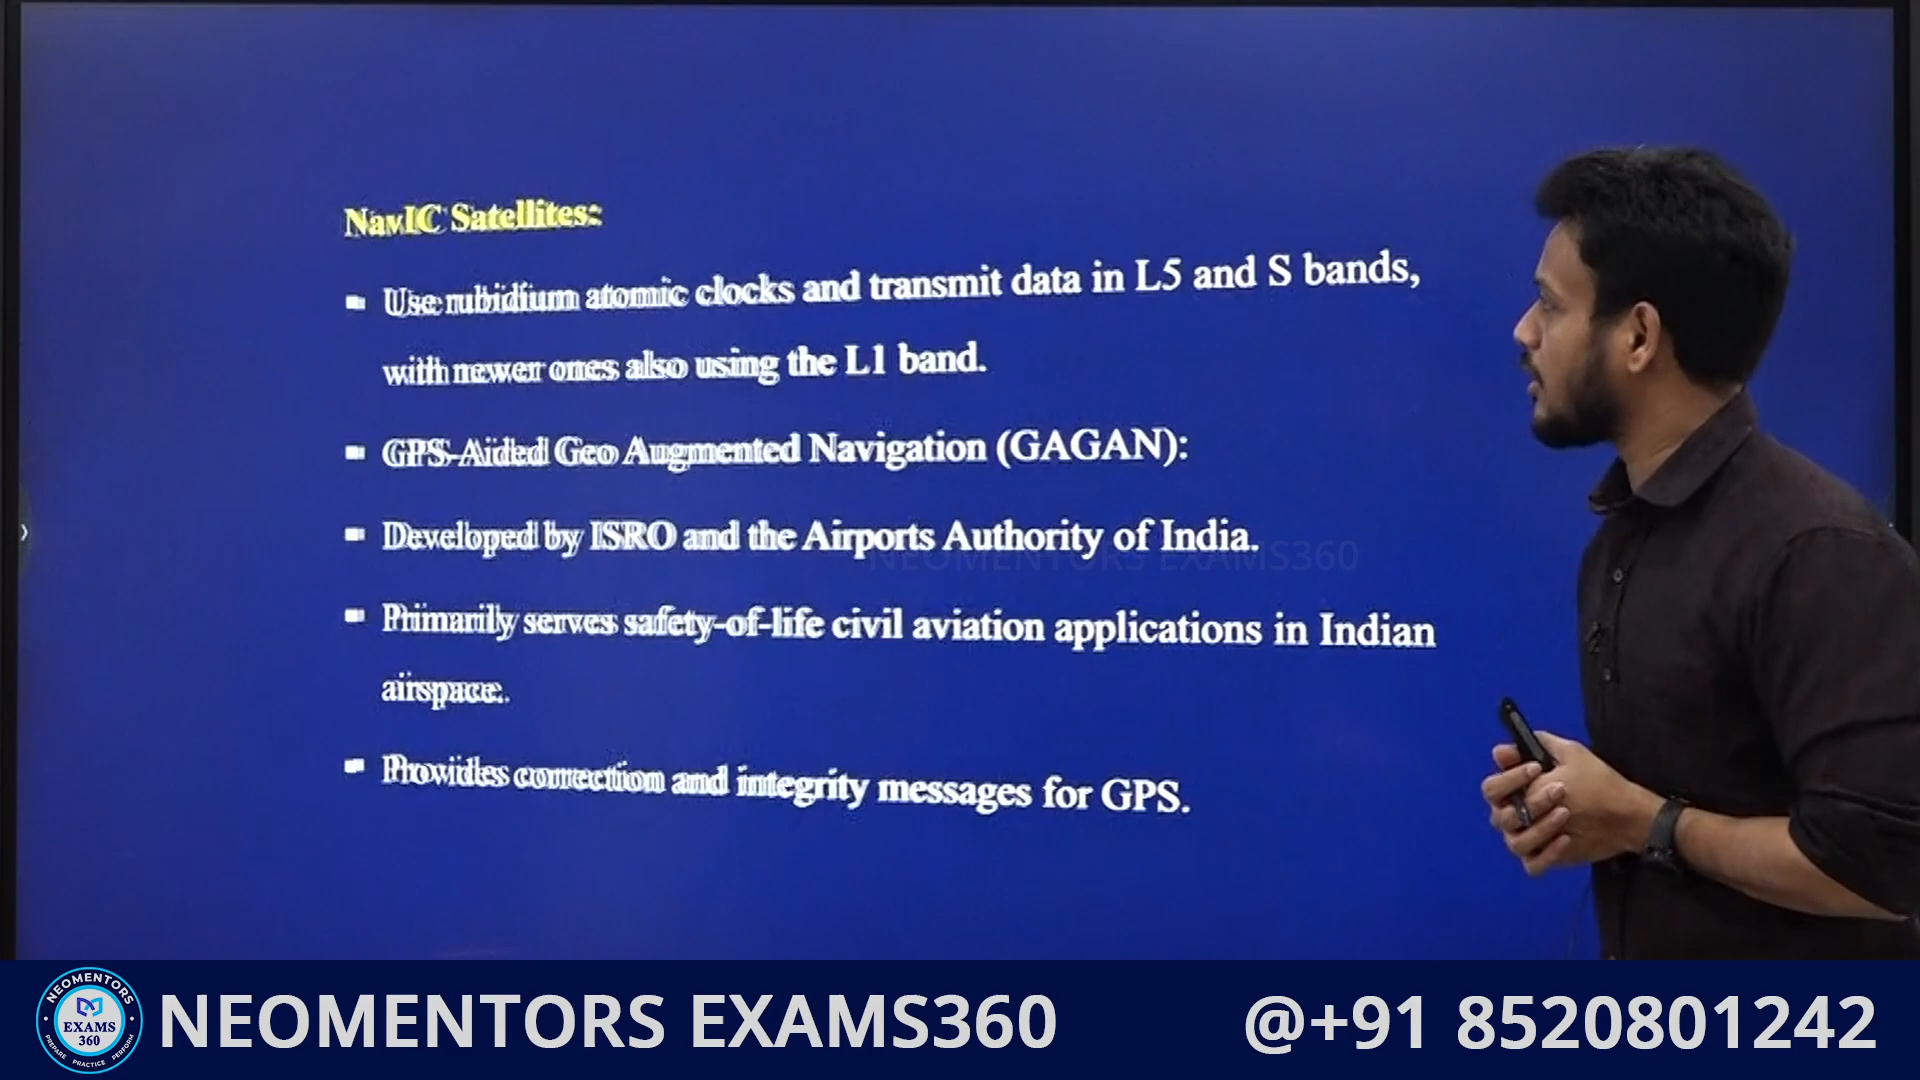 NavIC Satellites:
▪ Use rubidium atomic clocks and transmit data in L5 and S bands,
with newer ones also using the L1 band.
▪ GPS-Aided Geo Augmented Navigation (GAGAN):
▪ Developed by ISRO and the Airports Authority of India.
NEOMENTORS EXAMS360
▪ Primarily serves safety-of-life civil aviation applications in Indian
airspace.
▪ Provides correction and integrity messages for GPS.
NEOMENTORS
EXAMS
360
PREPARE PRACTICE PERFORM
NEOMENTORS EXAMS360
@+91 8520801242